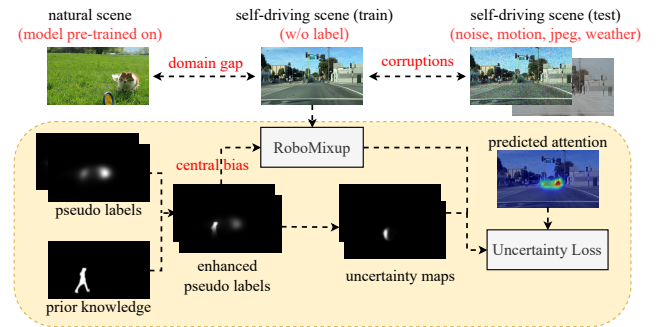 natural scene
(model pre-trained on)
self-driving scene (train)
(w/o label)
self-driving scene (test)
(noise, motion, jpeg, weather)
domain gap
corruptions
RoboMixup
predicted attention
central bias
pseudo labels
enhanced
pseudo labels
uncertainty maps
Uncertainty Loss
prior knowledge